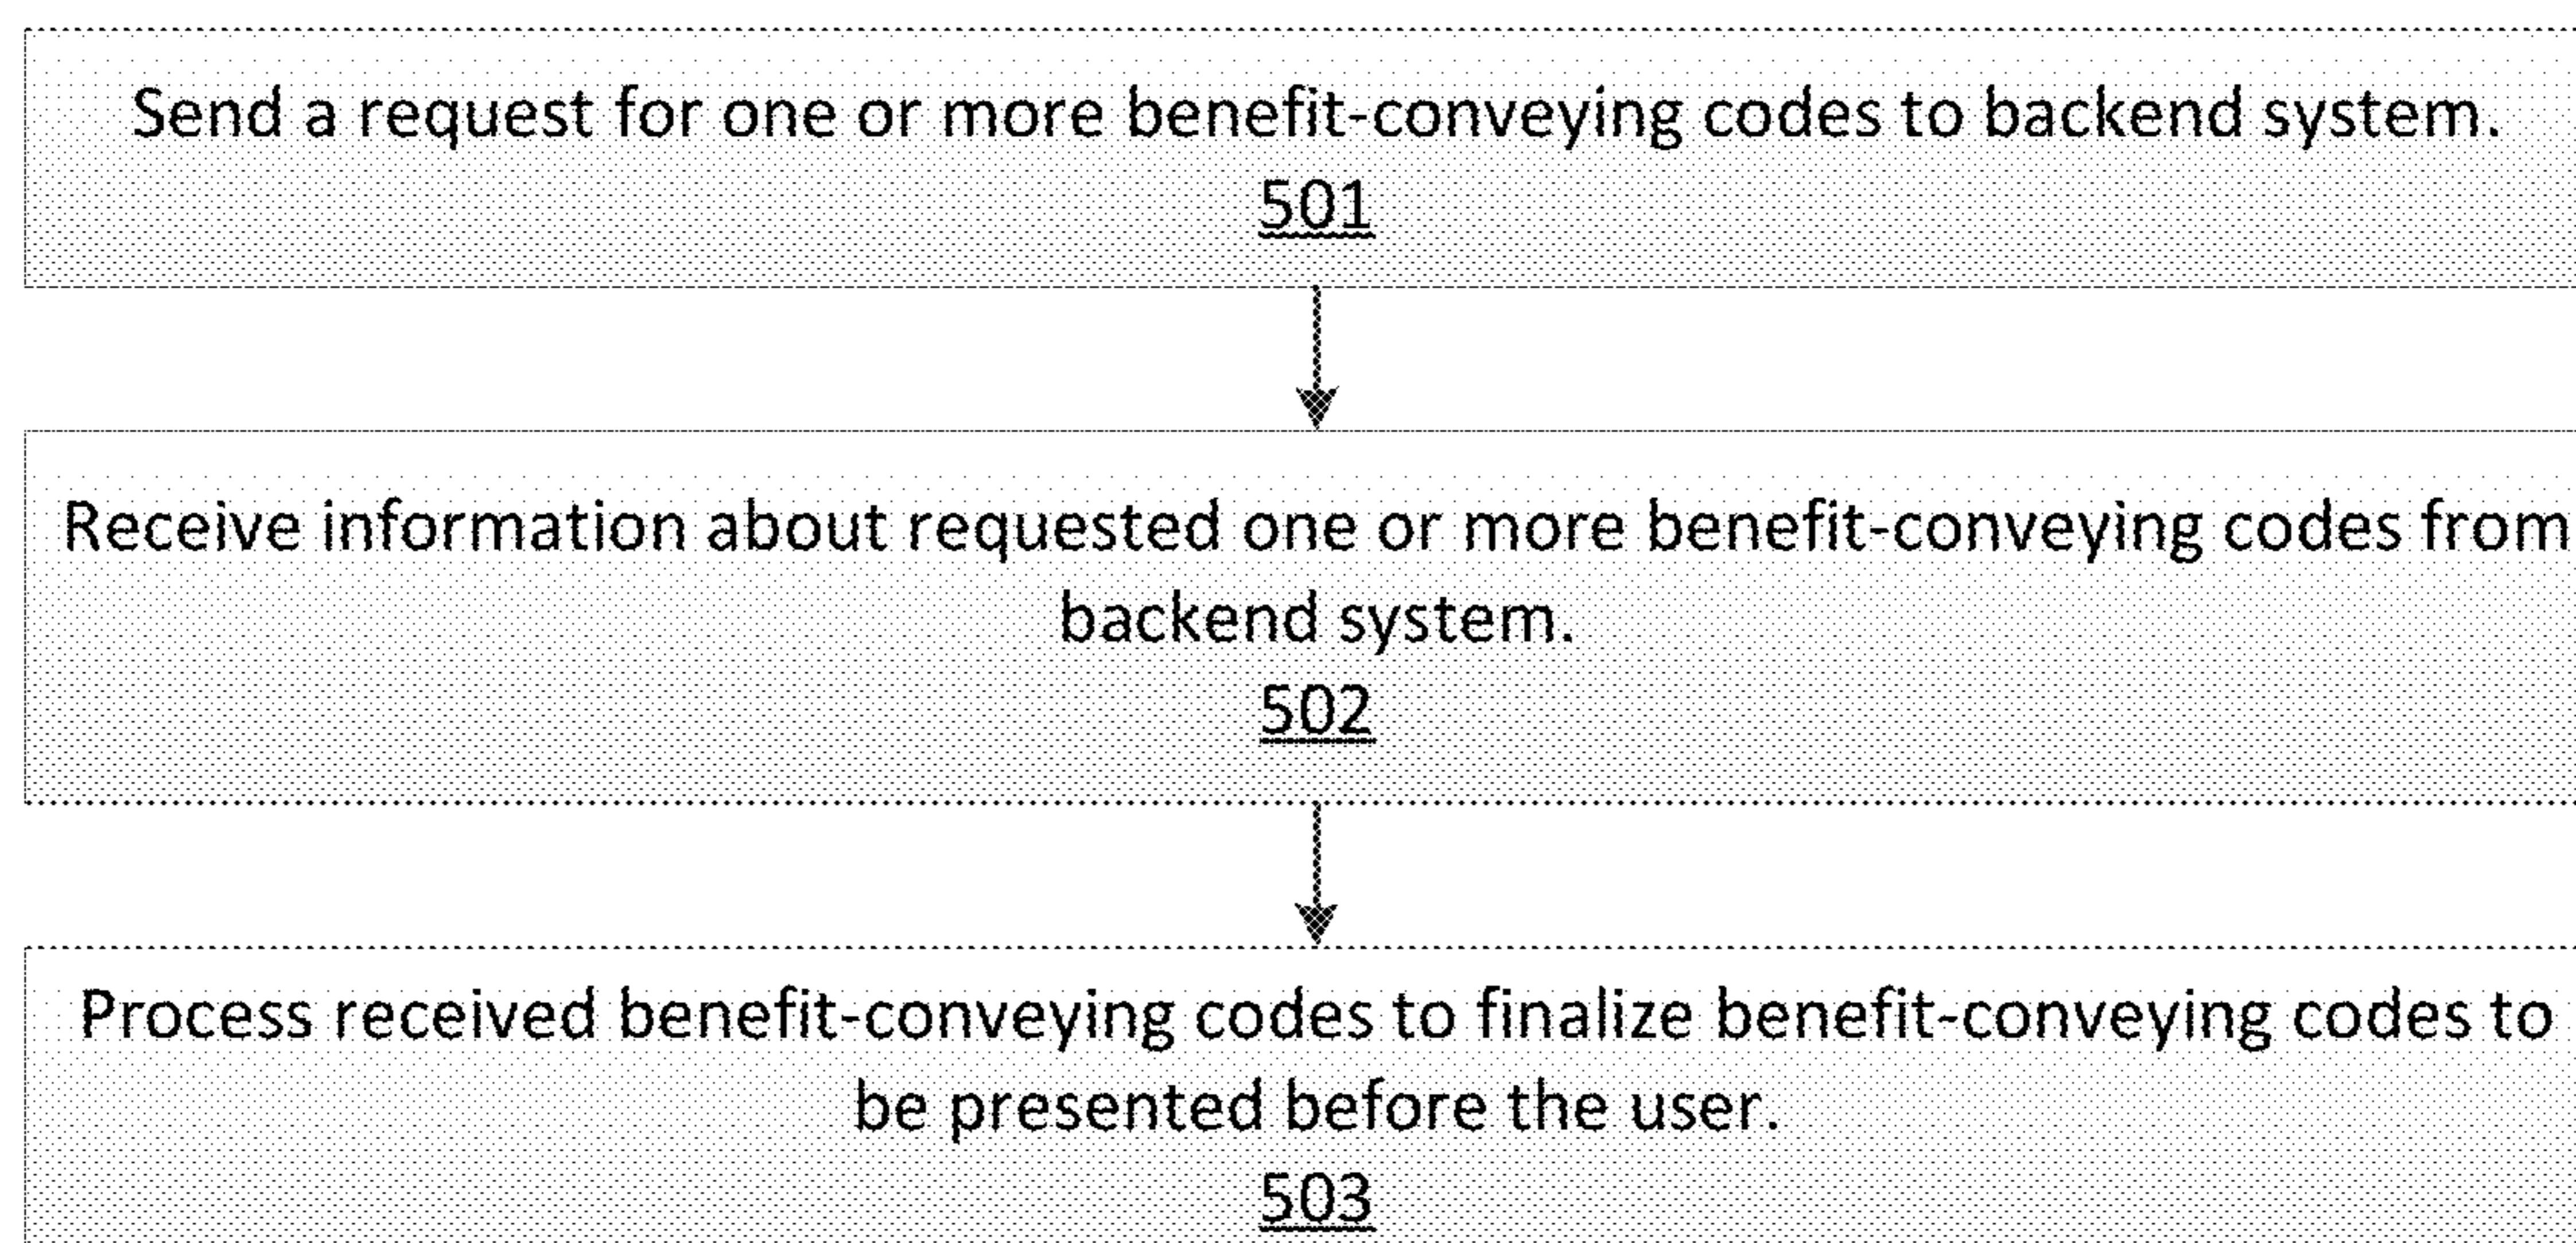 Send a request for one or more benefit-conveying codes to backend system.
501
Receive information about requested one or more benefit-conveying codes from
backend system.
502
Process received benefit-conveying codes to finalize benefit-conveying codes to
be presented before the user.
503